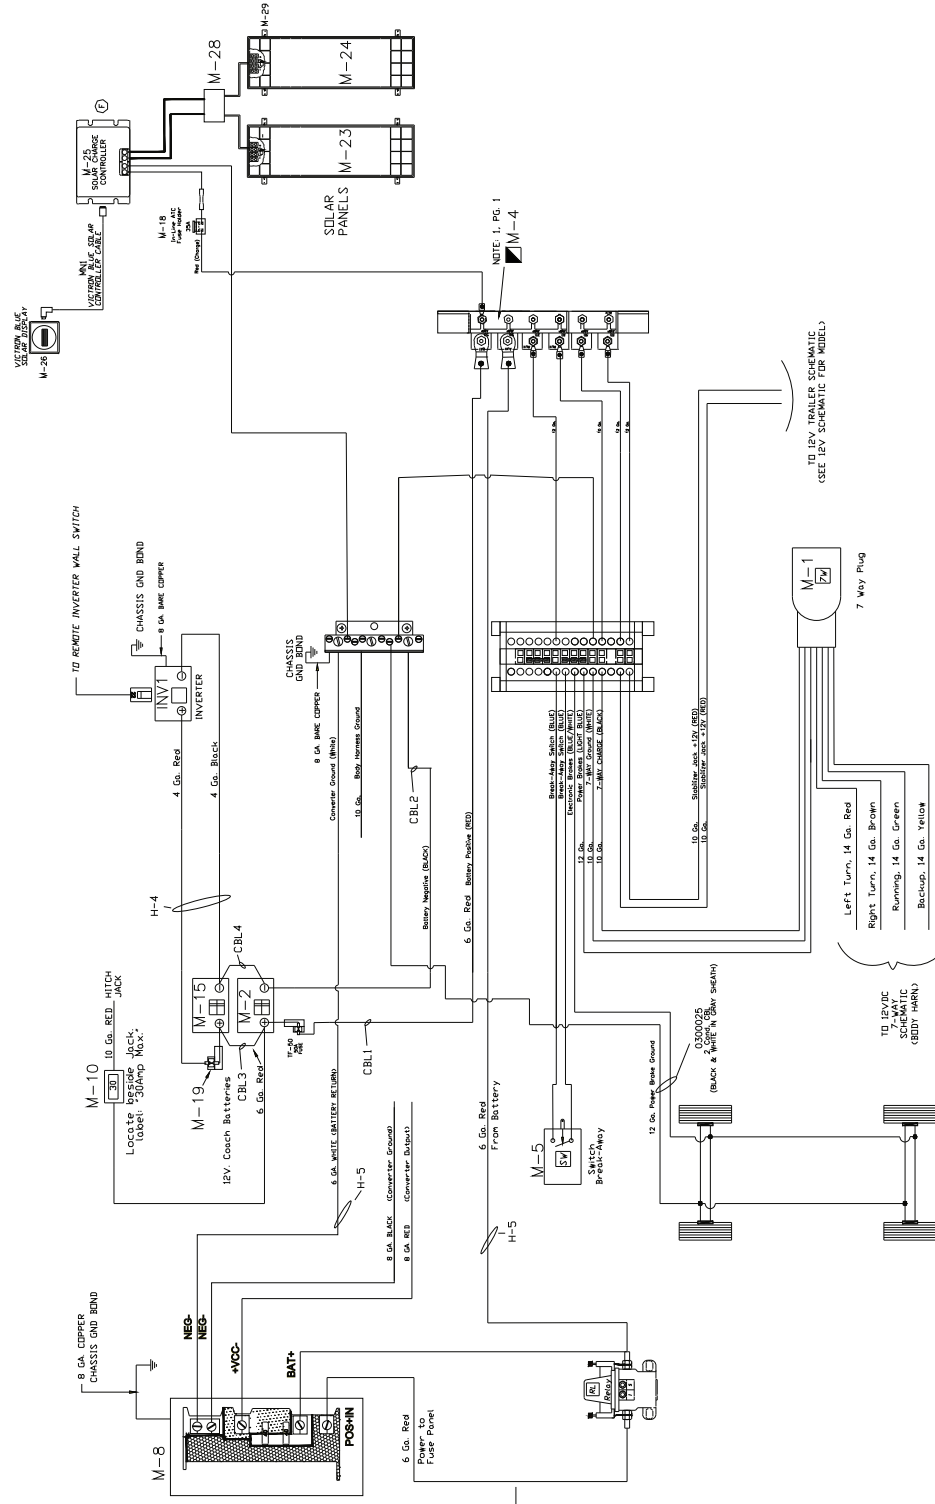 M-29
M-28
M-24
M-23
SOLAR
PANELS
F
M-25
SOLAR CHARGE
CONTROLLER
M-18
In-Line ATC
Fuse Holder
Red (Charge)
MN1
VICTRON BLUE SOLAR
CONTROLLER CABLE
VICTRON BLUE
SOLAR DISPLAY
M-26
NOTE: 1, PG. 1
M-4
TO 12V TRAILER SCHEMATIC
(SEE 12V SCHEMATIC FOR MODEL)
TO REMOTE INVERTER WALL SWITCH
CHASSIS GND BOND
8 GA. BARE COPPER
INV1
INVERTER
4 Ga. Red
4 Ga. Black
H-4
CHASSIS
GND BOND
8 GA. BARE COPPER
Converter Ground (White)
10 Ga. Body Harness Ground
CBL2
Battery Negative (BLACK)
6 Ga. Red Battery Positive (RED)
12 Ga.
10 Ga.
10 Ga.
Break-Away Switch (BLUE)
Break-Away Switch (BLUE)
Electronic Brakes (BLUE/WHITE)
Power Brakes (LIGHT BLUE)
7-WAY Ground (WHITE)
7-WAY CHARGE (BLACK)
10 Ga. Stabilizer Jack +12V (RED)
10 Ga. Stabilizer Jack +12V (RED)
M-1
7W
7 Way Plug
Left Turn, 14 Ga. Red
Right Turn, 14 Ga. Brown
Running, 14 Ga. Green
Backup, 14 Ga. Yellow
TO 12VDC
7-WAY
SCHEMATIC
(BODY HARN.)
M-10
30
10 Ga. RED HITCH
JACK
Locate beside Jack.
label: "30Amp Max."
M-15
M-2
CBL4
M-19
CBL3
6 Ga. Red
12V. Coach Batteries
TF-50
FUSE
CBL1
6 GA. WHITE (BATTERY RETURN)
H-5
8 GA. BLACK (Converter Ground)
8 GA. RED (Converter Output)
6 Ga. Red
From Battery
H-5
M-5
SW
Switch
Break-Away
12 Ga. Power Brake Ground
0300025
2 Cond. CBL
(BLACK & WHITE IN GRAY SHEATH)
8 GA. COPPER
CHASSIS GND BOND
M-8
NEG-
NEG-
+VCC-
BAT+
POS+IN
6 Ga. Red
Power to
Fuse Panel
RL
Relay